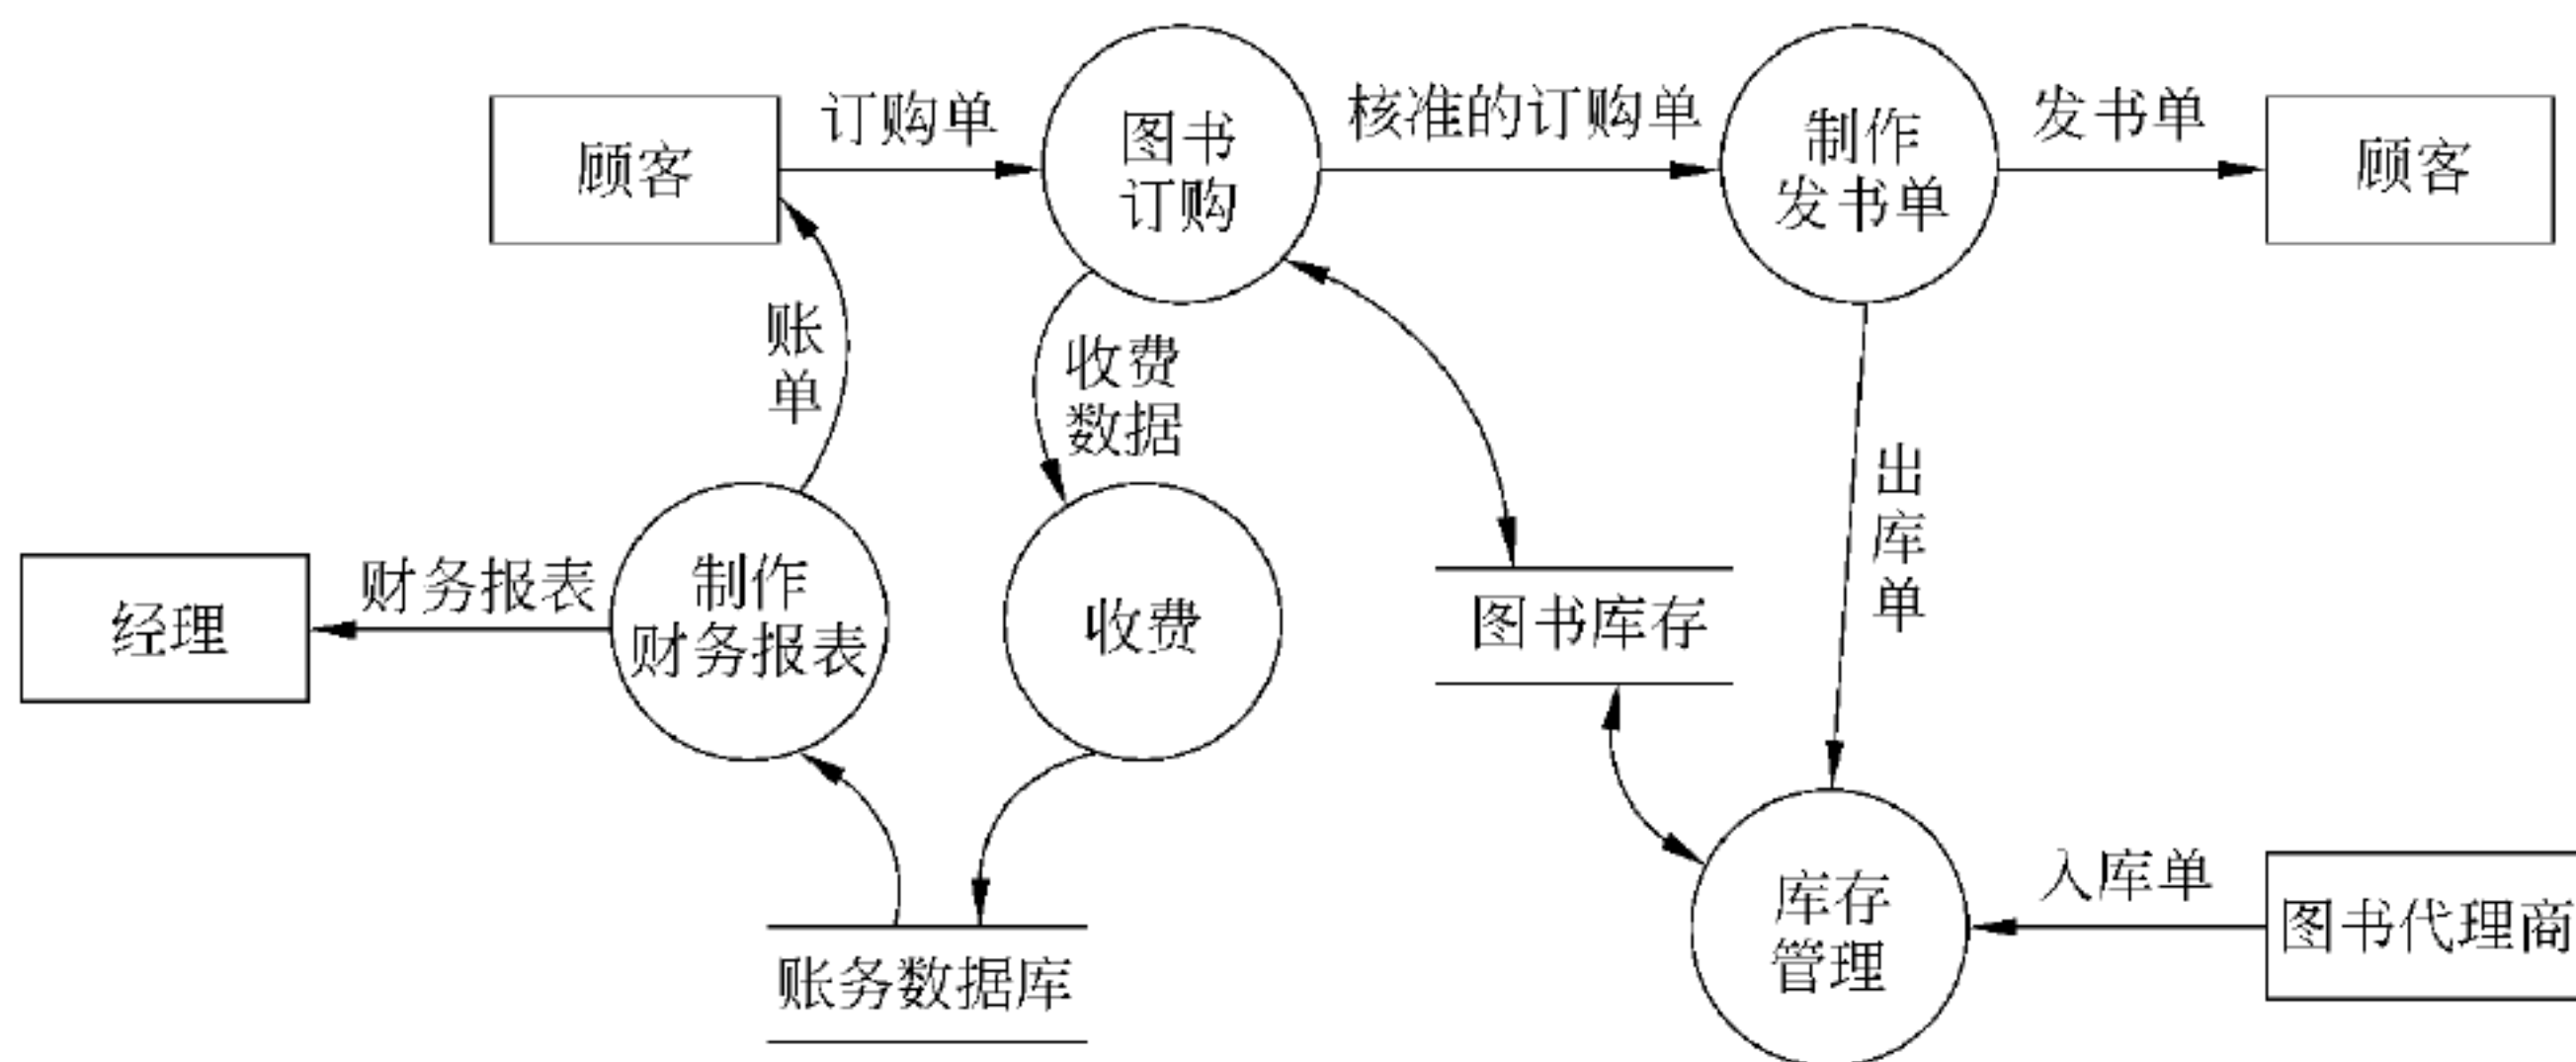 顾客
订购单
图书
订购
核准的订购单
制作
发书单
发书单
顾客
账
单
收费
数据
出
库
单
经理
财务报表
制作
财务报表
收费
图书库存
账务数据库
库存
管理
入库单
图书代理商